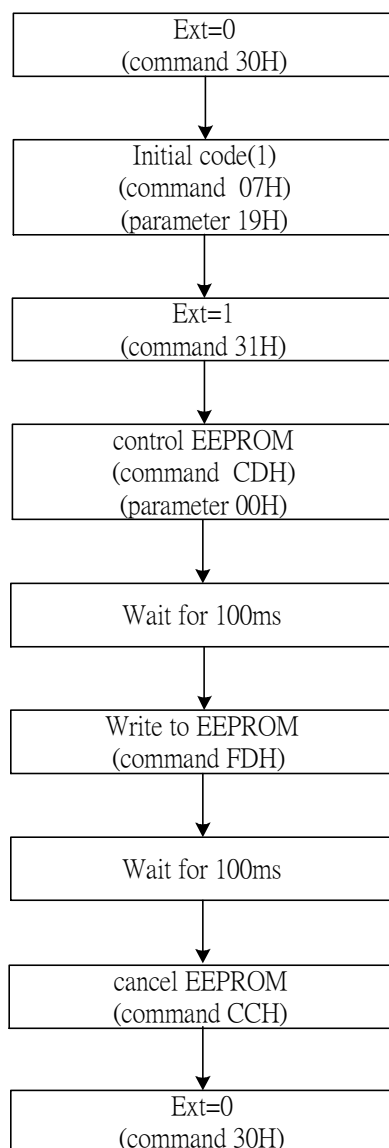 Ext=0
(command 30H)
Initial code(1)
(command 07H)
(parameter 19H)
Ext=1
(command 31H)
control EEPROM
(command CDH)
(parameter 00H)
Wait for 100ms
Write to EEPROM
(command FDH)
Wait for 100ms
cancel EEPROM
(command CCH)
Ext=0
(command 30H)